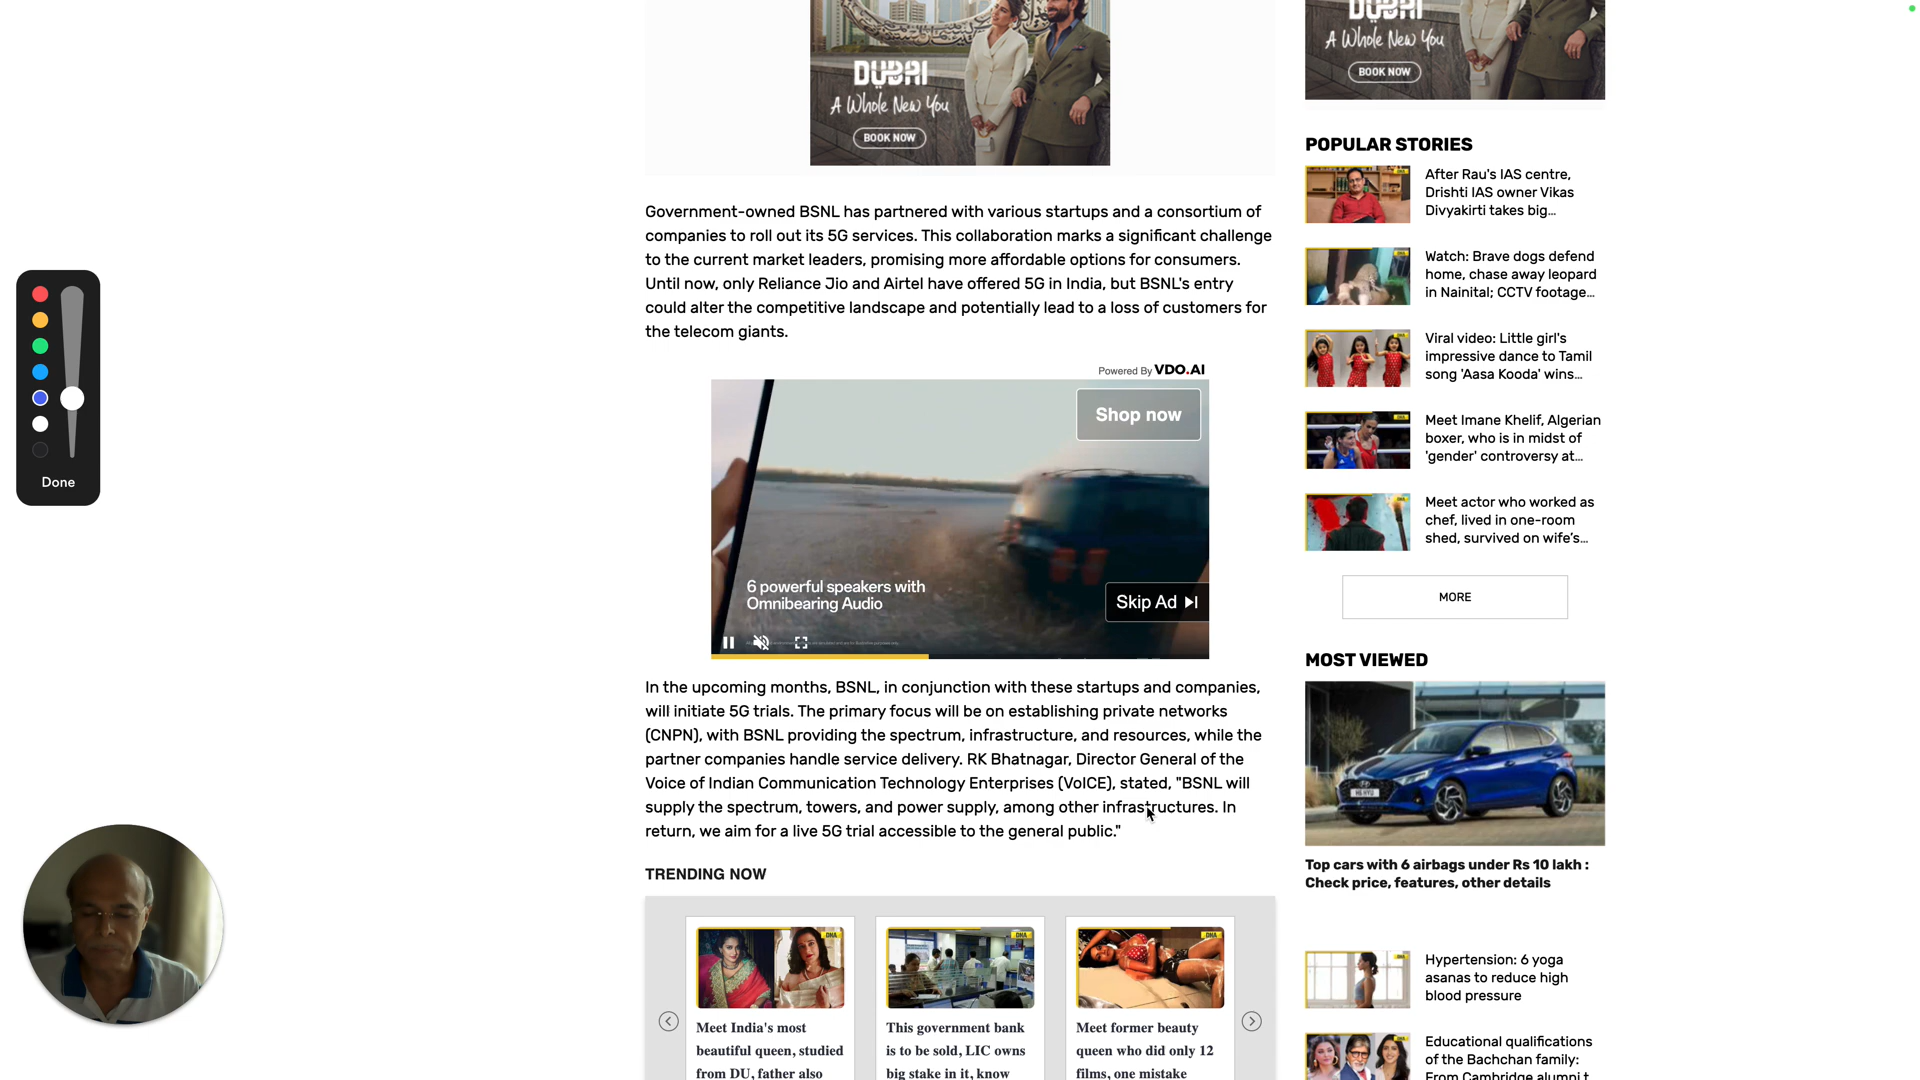 DUBAI
A Whole New You
BOOK NOW
DUBAI
A Whole New You
BOOK NOW
Government-owned BSNL has partnered with various startups and a consortium of
companies to roll out its 5G services. This collaboration marks a significant challenge
to the current market leaders, promising more affordable options for consumers.
Until now, only Reliance Jio and Airtel have offered 5G in India, but BSNL's entry
could alter the competitive landscape and potentially lead to a loss of customers for
the telecom giants.
Powered By VDO.AI
Shop now
6 powerful speakers with
Omnibearing Audio
Skip Ad
In the upcoming months, BSNL, in conjunction with these startups and companies,
will initiate 5G trials. The primary focus will be on establishing private networks
(CNPN), with BSNL providing the spectrum, infrastructure, and resources, while the
partner companies handle service delivery. RK Bhatnagar, Director General of the
Voice of Indian Communication Technology Enterprises (VoICE), stated, "BSNL will
supply the spectrum, towers, and power supply, among other infrastructures. In
return, we aim for a live 5G trial accessible to the general public."
TRENDING NOW
DNA
Meet India's most
beautiful queen, studied
from DU, father also
DNA
This government bank
is to be sold, LIC owns
big stake in it, know
DNA
Meet former beauty
queen who did only 12
films, one mistake
POPULAR STORIES
After Rau's IAS centre,
Drishti IAS owner Vikas
Divyakirti takes big...
Watch: Brave dogs defend
home, chase away leopard
in Nainital; CCTV footage...
Viral video: Little girl's
impressive dance to Tamil
song 'Aasa Kooda' wins...
Meet Imane Khelif, Algerian
boxer, who is in midst of
'gender' controversy at...
Meet actor who worked as
chef, lived in one-room
shed, survived on wife's...
MORE
MOST VIEWED
Top cars with 6 airbags under Rs 10 lakh :
Check price, features, other details
Hypertension: 6 yoga
asanas to reduce high
blood pressure
Educational qualifications
of the Bachchan family:
From Cambridge alumni t
Done